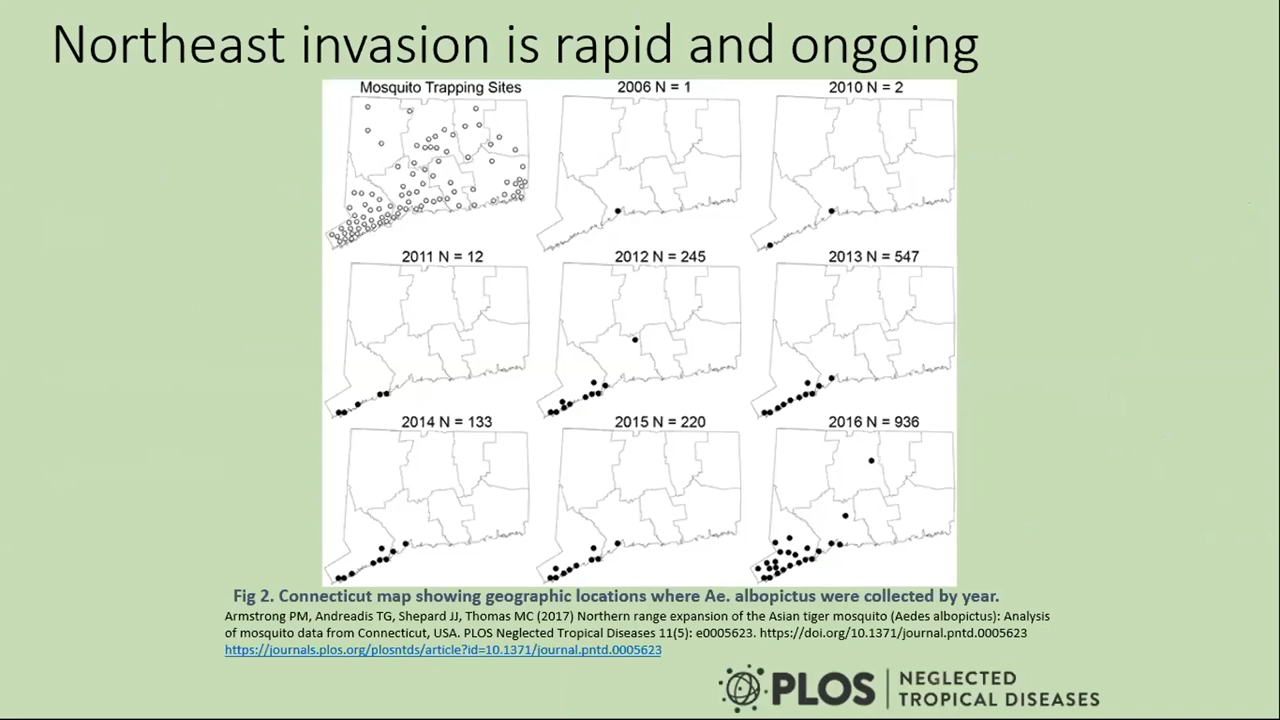 Northeast invasion is rapid and ongoing
Mosquito Trapping Sites
2006 N = 1
2010 N = 2
2011 N = 12
2012 N = 245
2013 N = 547
2014 N = 133
2015 N = 220
2016 N = 936
Fig 2. Connecticut map showing geographic locations where Ae. albopictus were collected by year.
Armstrong PM, Andreadis TG, Shepard JJ, Thomas MC (2017) Northern range expansion of the Asian tiger mosquito (Aedes albopictus): Analysis
of mosquito data from Connecticut, USA. PLOS Neglected Tropical Diseases 11(5): e0005623. https://doi.org/10.1371/journal.pntd.0005623
https://journals.plos.org/plosntds/article?id=10.1371/journal.pntd.0005623
PLOS
NEGLECTED
TROPICAL DISEASES